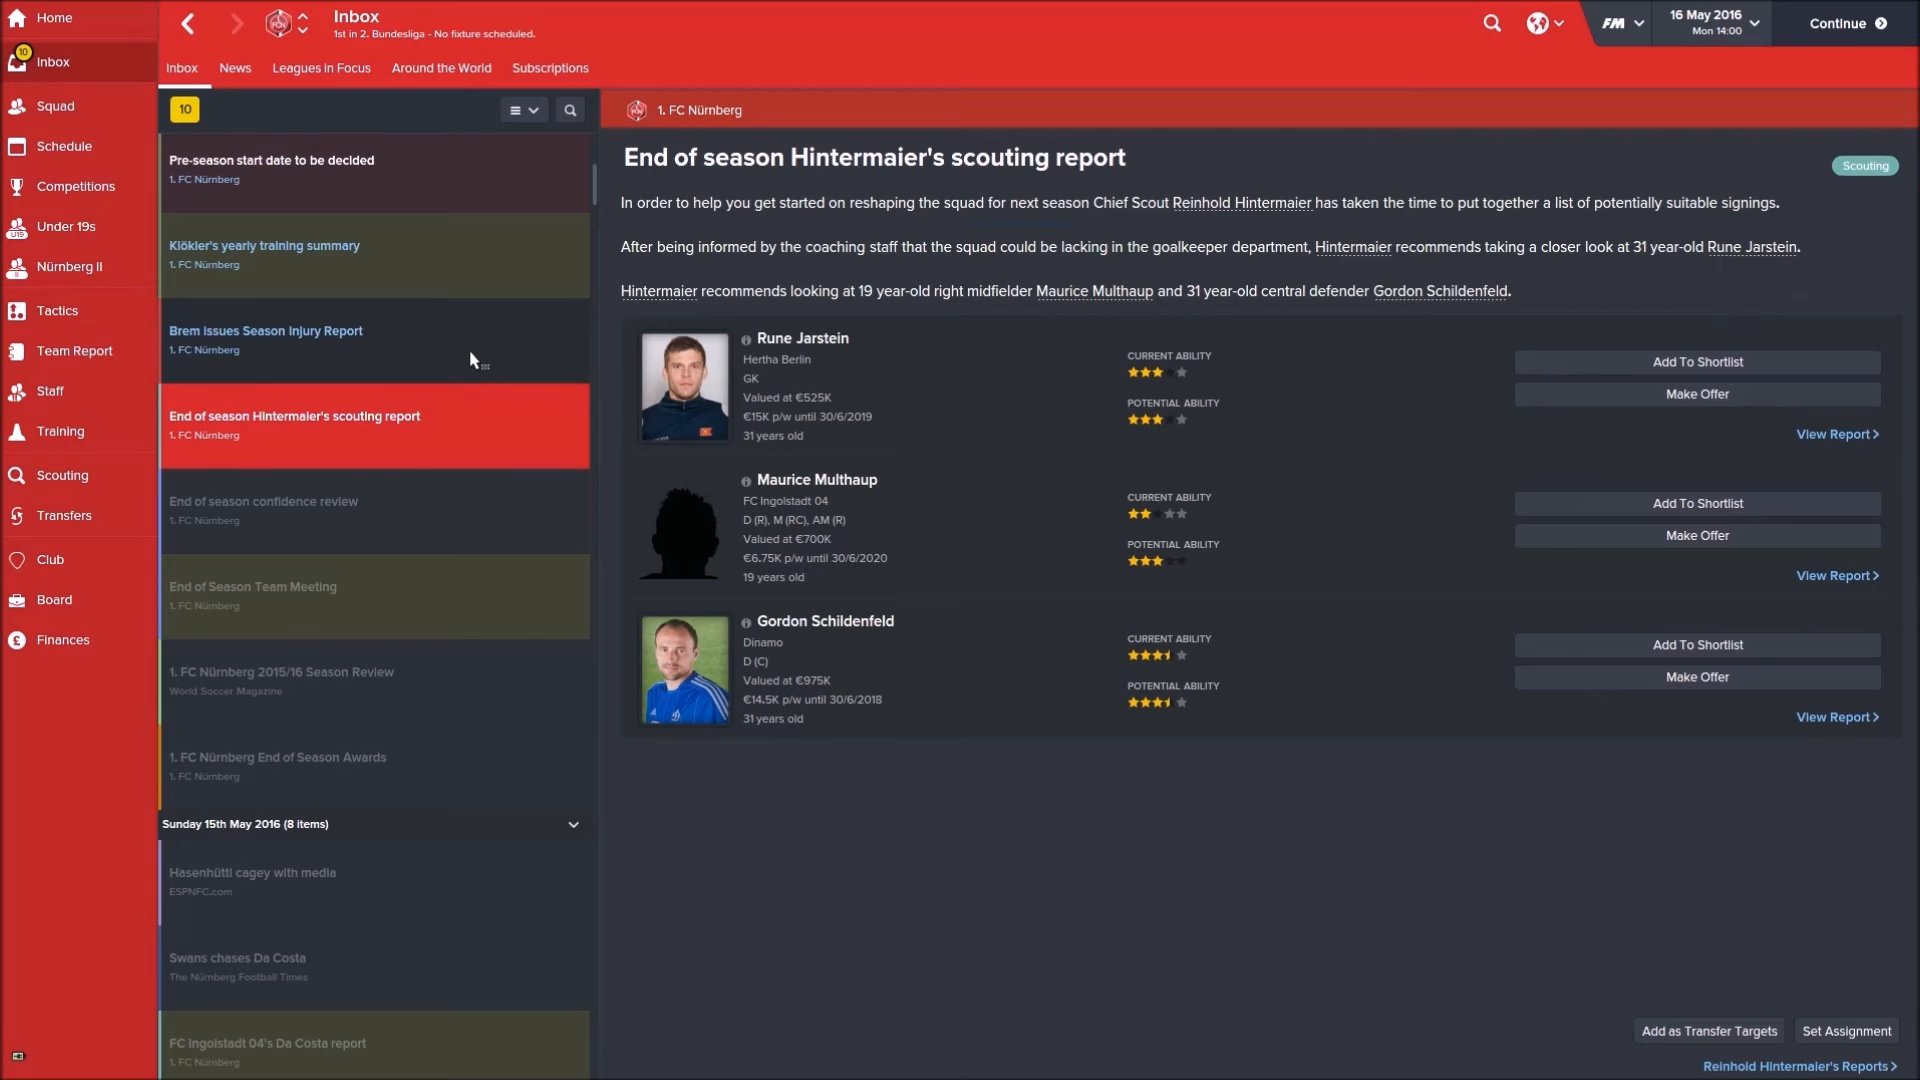 Home
10
Inbox
Squad
Schedule
Competitions
U19
Under 19s
II
Nürnberg II
Tactics
Team Report
Staff
Training
Scouting
Transfers
Club
Board
Finances
Inbox
1st in 2. Bundesliga - No fixture scheduled.
FM
16 May 2016
Mon 14:00
Continue
Inbox
News
Leagues in Focus
Around the World
Subscriptions
10
Pre-season start date to be decided
1. FC Nürnberg
Klökler's yearly training summary
1. FC Nürnberg
Brem issues Season Injury Report
1. FC Nürnberg
End of season Hintermaier's scouting report
1. FC Nürnberg
End of season confidence review
1. FC Nürnberg
End of Season Team Meeting
1. FC Nürnberg
1. FC Nürnberg 2015/16 Season Review
World Soccer Magazine
1. FC Nürnberg End of Season Awards
1. FC Nürnberg
Sunday 15th May 2016 (8 items)
Hasenhüttl cagey with media
ESPNFC.com
Swans chases Da Costa
The Nürnberg Football Times
FC Ingolstadt 04's Da Costa report
1. FC Nürnberg
1. FC Nürnberg
End of season Hintermaier's scouting report
Scouting
In order to help you get started on reshaping the squad for next season Chief Scout Reinhold Hintermaier has taken the time to put together a list of potentially suitable signings.
After being informed by the coaching staff that the squad could be lacking in the goalkeeper department, Hintermaier recommends taking a closer look at 31 year-old Rune Jarstein.
Hintermaier recommends looking at 19 year-old right midfielder Maurice Multhaup and 31 year-old central defender Gordon Schildenfeld.
Rune Jarstein
Hertha Berlin
GK
Valued at €525K
€15K p/w until 30/6/2019
31 years old
CURRENT ABILITY
POTENTIAL ABILITY
Add To Shortlist
Make Offer
View Report >
Maurice Multhaup
FC Ingolstadt 04
D (R), M (RC), AM (R)
Valued at €700K
€6.75K p/w until 30/6/2020
19 years old
CURRENT ABILITY
POTENTIAL ABILITY
Add To Shortlist
Make Offer
View Report >
Gordon Schildenfeld
Dinamo
D (C)
Valued at €975K
€14.5K p/w until 30/6/2018
31 years old
CURRENT ABILITY
POTENTIAL ABILITY
Add To Shortlist
Make Offer
View Report >
Add as Transfer Targets
Set Assignment
Reinhold Hintermaier's Reports >